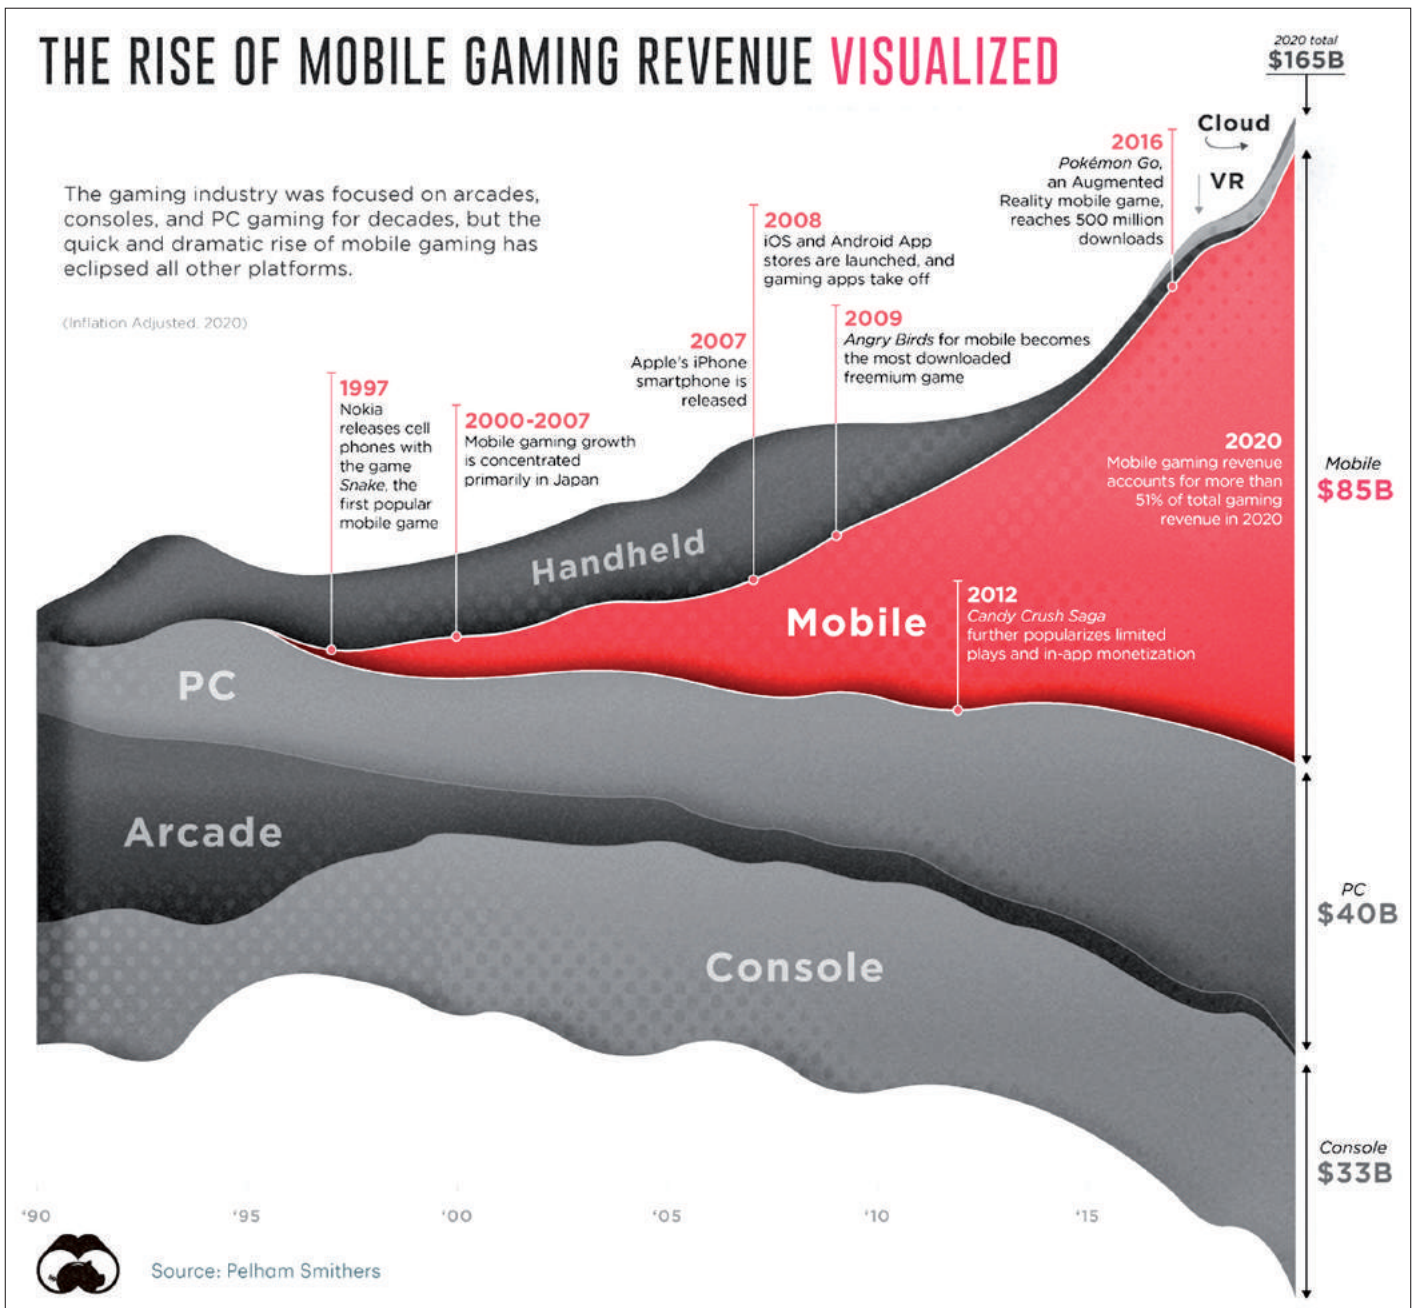 THE RISE OF MOBILE GAMING REVENUE VISUALIZED
2020 total
$165B
The gaming industry was focused on arcades,
consoles, and PC gaming for decades, but the
quick and dramatic rise of mobile gaming has
eclipsed all other platforms.
(Inflation Adjusted, 2020)
1997
Nokia
releases cell
phones with
the game
Snake, the
first popular
mobile game
2000-2007
Mobile gaming growth
is concentrated
primarily in Japan
2007
Apple's iPhone
smartphone is
released
2008
iOS and Android App
stores are launched, and
gaming apps take off
2009
Angry Birds for mobile becomes
the most downloaded
freemium game
2016
Pokémon Go,
an Augmented
Reality mobile game,
reaches 500 million
downloads
Cloud
VR
2020
Mobile gaming revenue
accounts for more than
51% of total gaming
revenue in 2020
2012
Candy Crush Saga
further popularizes limited
plays and in-app monetization
Handheld
Mobile
PC
Arcade
Console
Mobile
$85B
PC
$40B
Console
$33B
'90 '95 '00 '05 '10 '15
Source: Pelham Smithers